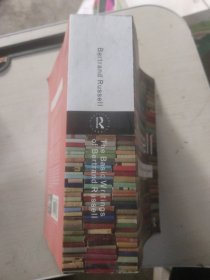 Bertrand Russell
R
The Basic Writings
of Bertrand Russell